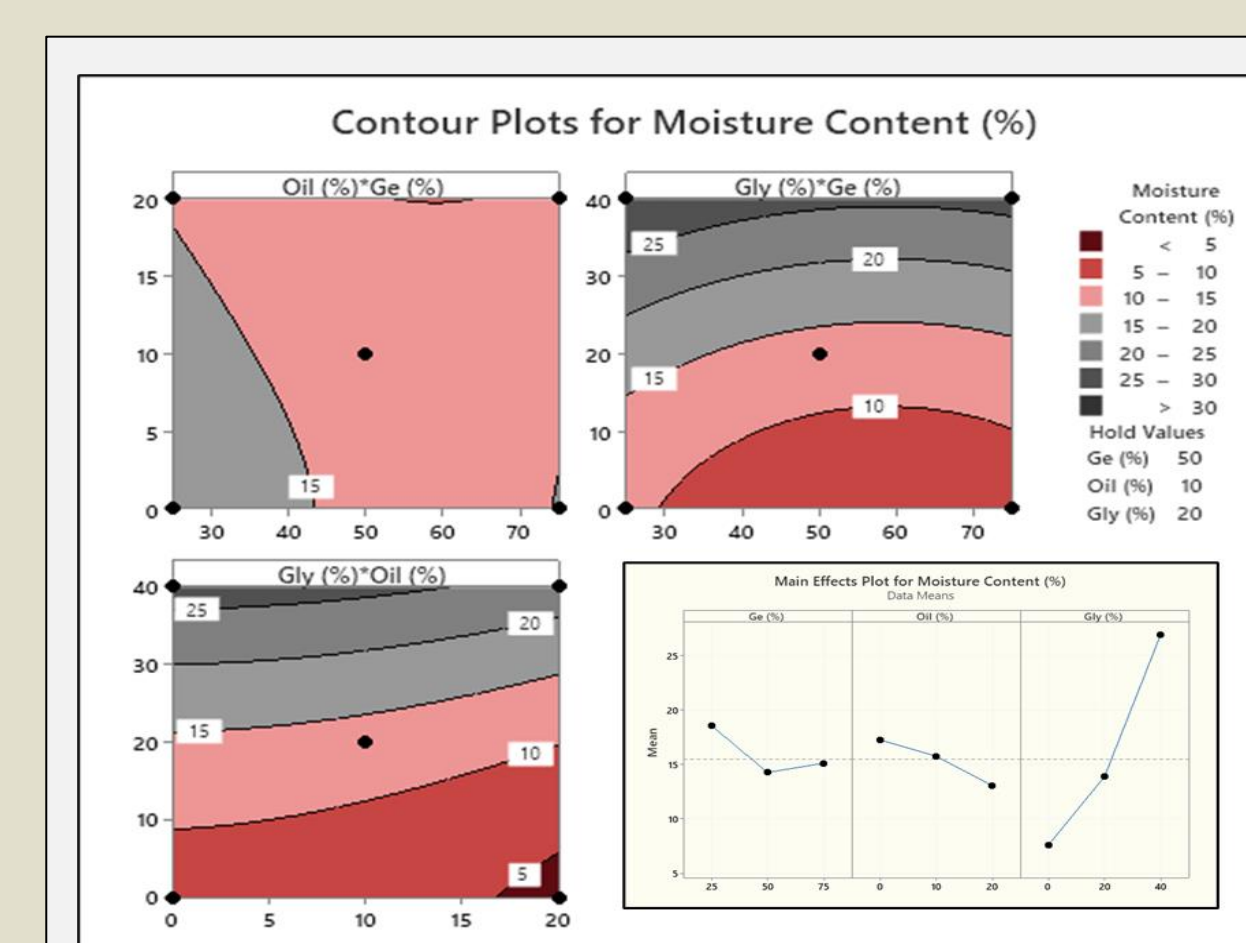 Contour Plots for Moisture Content (%)
Oil (%)*Ge (%)
20
15
10
5
0
15
30 40 50 60 70
Gly (%)*Ge (%)
40
30
20
10
0
25
20
15
10
30 40 50 60 70
Moisture
Content (%)
< 5
5 – 10
10 – 15
15 – 20
20 – 25
25 – 30
> 30
Hold Values
Ge (%) 50
Oil (%) 10
Gly (%) 20
Gly (%)*Oil (%)
40
30
20
10
0
25
20
15
10
5
0 5 10 15 20
Main Effects Plot for Moisture Content (%)
Data Means
Ge (%) Oil (%) Gly (%)
Mean
25
20
15
10
5
25 50 75 0 10 20 0 20 40